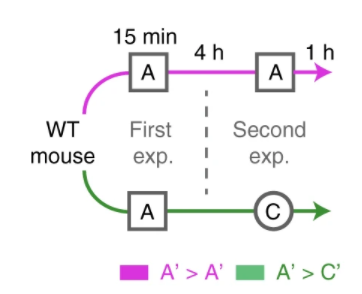 15 min
4 h
1 h
A
A
WT
mouse
First
exp.
Second
exp.
A
C
A' > A'
A' > C'